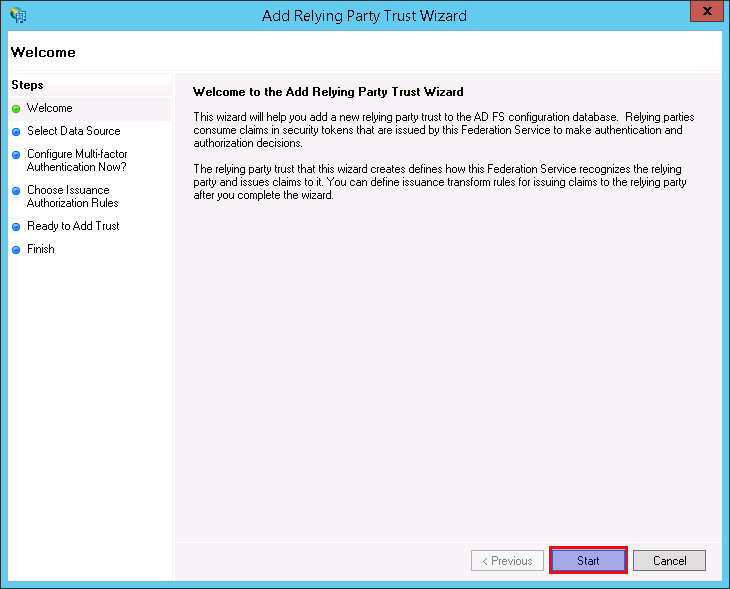 Add Relying Party Trust Wizard
X
Welcome
Steps
Welcome
Select Data Source
Configure Multi-factor
Authentication Now?
Choose Issuance
Authorization Rules
Ready to Add Trust
Finish
Welcome to the Add Relying Party Trust Wizard
This wizard will help you add a new relying party trust to the AD FS configuration database.  Relying parties
consume claims in security tokens that are issued by this Federation Service to make authentication and
authorization decisions.
The relying party trust that this wizard creates defines how this Federation Service recognizes the relying
party and issues claims to it. You can define issuance transform rules for issuing claims to the relying party
after you complete the wizard.
< Previous
Start
Cancel